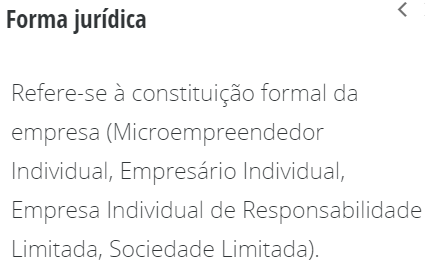 Forma jurídica
Refere-se à constituição formal da
empresa (Microempreendedor
Individual, Empresário Individual,
Empresa Individual de Responsabilidade
Limitada, Sociedade Limitada).